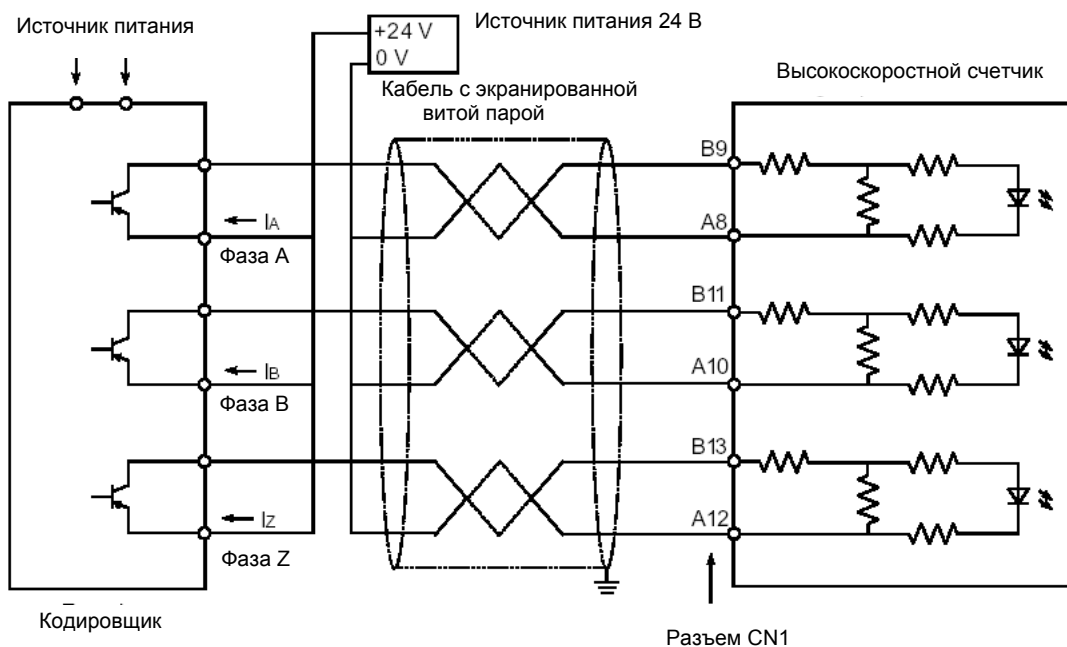 Источник питания
Источник питания 24 В
+24 V
0 V
Кабель с экранированной
витой парой
Высокоскоростной счетчик
B9
IA
A8
Фаза A
B11
IB
A10
Фаза B
B13
IZ
A12
Фаза Z
Кодировщик
Разъем CN1